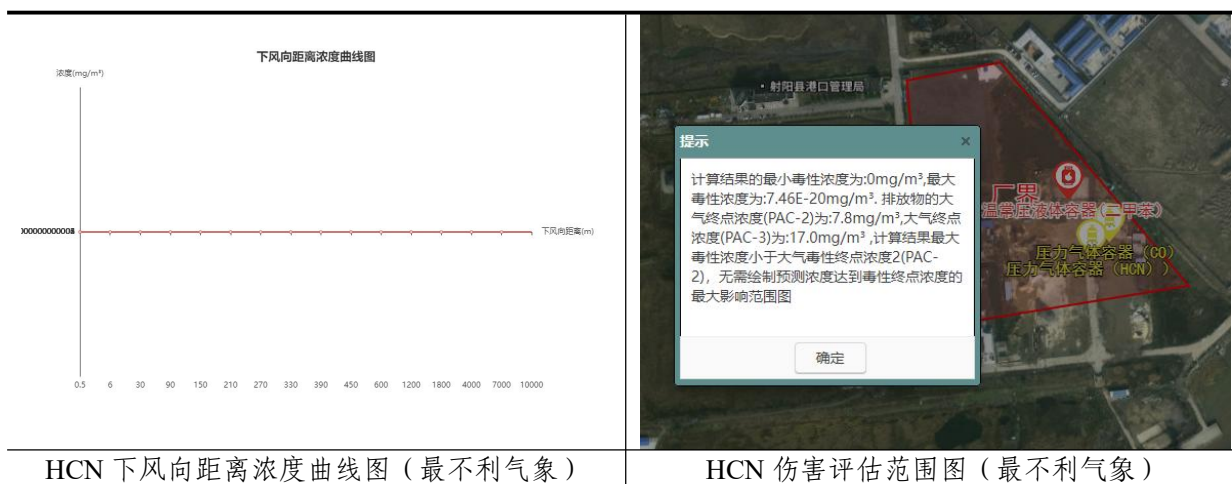 下风向距离浓度曲线图
浓度(mg/m³)
下风向距离(m)
0.5 6 30 90 150 210 270 330 390 450 600 1200 1800 4000 7000 10000
HCN 下风向距离浓度曲线图（最不利气象）
射阳县港口管理局
提示
×
计算结果的最小毒性浓度为:0mg/m³,最大
毒性浓度为:7.46E-20mg/m³. 排放物的大
气终点浓度(PAC-2)为:7.8mg/m³,大气终点
浓度(PAC-3)为:17.0mg/m³ ,计算结果最大
毒性浓度小于大气毒性终点浓度2(PAC-
2)，无需绘制预测浓度达到毒性终点浓度的
最大影响范围图
确定
厂界
温常压液体容器(二甲苯)
压力气体容器（CO）
压力气体容器（HCN））
HCN 伤害评估范围图（最不利气象）